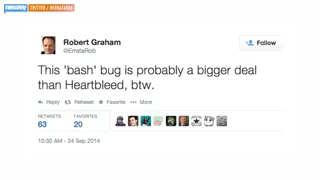 newsy TWITTER / @ERRATAROB
Robert Graham
@ErrataRob
Follow
This 'bash' bug is probably a bigger deal
than Heartbleed, btw.
Reply Retweet Favorite More
RETWEETS FAVORITES
63 20
10:30 AM - 24 Sep 2014